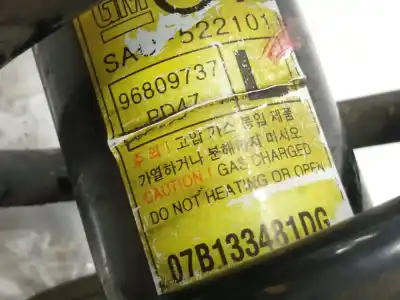 GM
522101
96809737 L
PD47
주의! 고압 가스 봉입 제품
가열하거나 분해하지 마시오
CAUTION! GAS CHARGED
DO NOT HEATING OR OPEN
07B133481DG